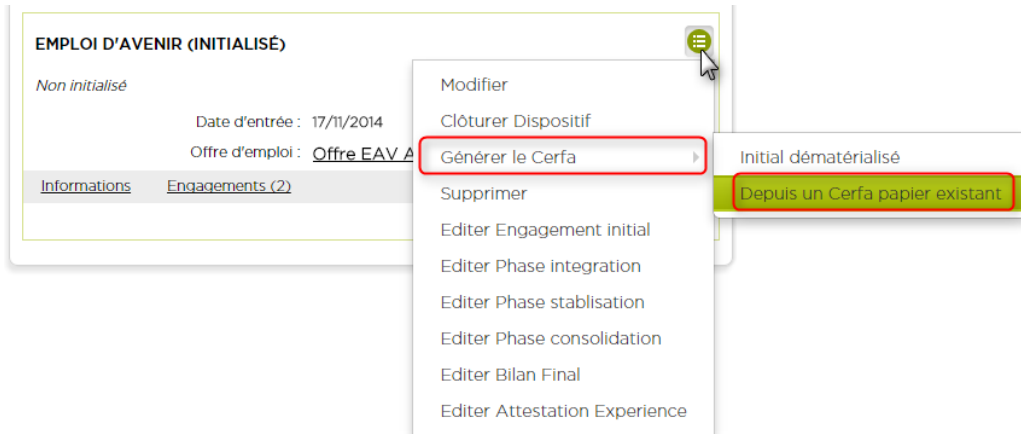 EMPLOI D'AVENIR (INITIALISÉ)
Non initialisé
Date d'entrée : 17/11/2014
Offre d'emploi : Offre EAV A
Informations Engagements (2)
Modifier
Clôturer Dispositif
Générer le Cerfa
Supprimer
Editer Engagement initial
Editer Phase integration
Editer Phase stablisation
Editer Phase consolidation
Editer Bilan Final
Editer Attestation Experience
Initial dématérialisé
Depuis un Cerfa papier existant